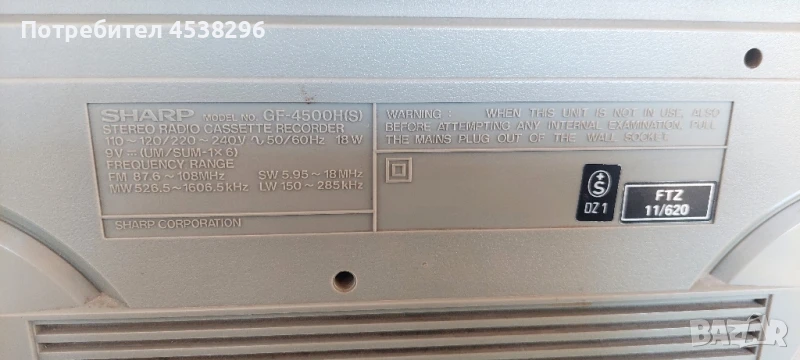 Потребител 4538296
SHARP MODEL NO. GF-4500H(S)
STEREO RADIO CASSETTE RECORDER
110~120/220~240V ∿50/60Hz 18W
9V ⎓ (UM/SUM-1×6)
FREQUENCY RANGE
FM 87.6~108MHz SW 5.95~18MHz
MW 526.5~1606.5kHz LW 150~285kHz
SHARP CORPORATION
WARNING: WHEN THIS UNIT IS NOT IN USE, ALSO
BEFORE ATTEMPTING ANY INTERNAL EXAMINATION, PULL
THE MAINS PLUG OUT OF THE WALL SOCKET.
S
DZ 1
FTZ
11/620
BAZAR